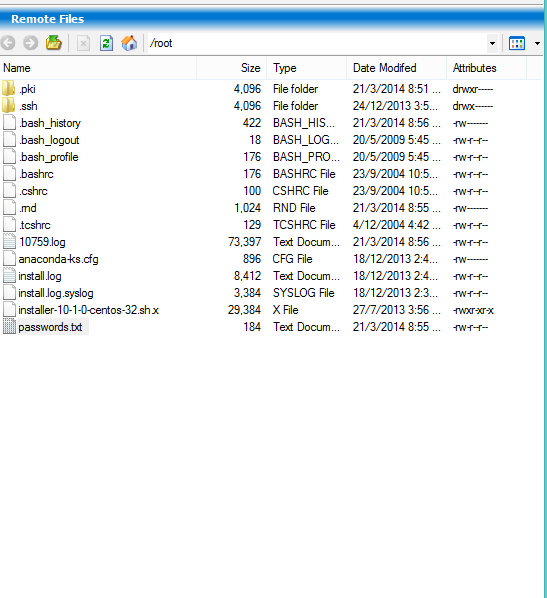 Remote Files
/root
Name Size Type Date Modifed Attributes
.pki 4,096 File folder 21/3/2014 8:51 ... drwxr-----
.ssh 4,096 File folder 24/12/2013 3:5... drwx------
.bash_history 422 BASH_HIS... 21/3/2014 8:56 ... -rw-------
.bash_logout 18 BASH_LOG... 20/5/2009 5:45 ... -rw-r--r--
.bash_profile 176 BASH_PRO... 20/5/2009 5:45 ... -rw-r--r--
.bashrc 176 BASHRC File 23/9/2004 10:5... -rw-r--r--
.cshrc 100 CSHRC File 23/9/2004 10:5... -rw-r--r--
.rnd 1,024 RND File 21/3/2014 8:55 ... -rw-------
.tcshrc 129 TCSHRC File 4/12/2004 4:42 ... -rw-r--r--
10759.log 73,397 Text Docum... 21/3/2014 8:56 ... -rw-r--r--
anaconda-ks.cfg 896 CFG File 18/12/2013 2:4... -rw-------
install.log 8,412 Text Docum... 18/12/2013 2:4... -rw-r--r--
install.log.syslog 3,384 SYSLOG File 18/12/2013 2:3... -rw-r--r--
installer-10-1-0-centos-32.sh.x 29,384 X File 27/7/2013 3:56 ... -rwxr-xr-x
passwords.txt 184 Text Docum... 21/3/2014 8:55 ... -rw-r--r--